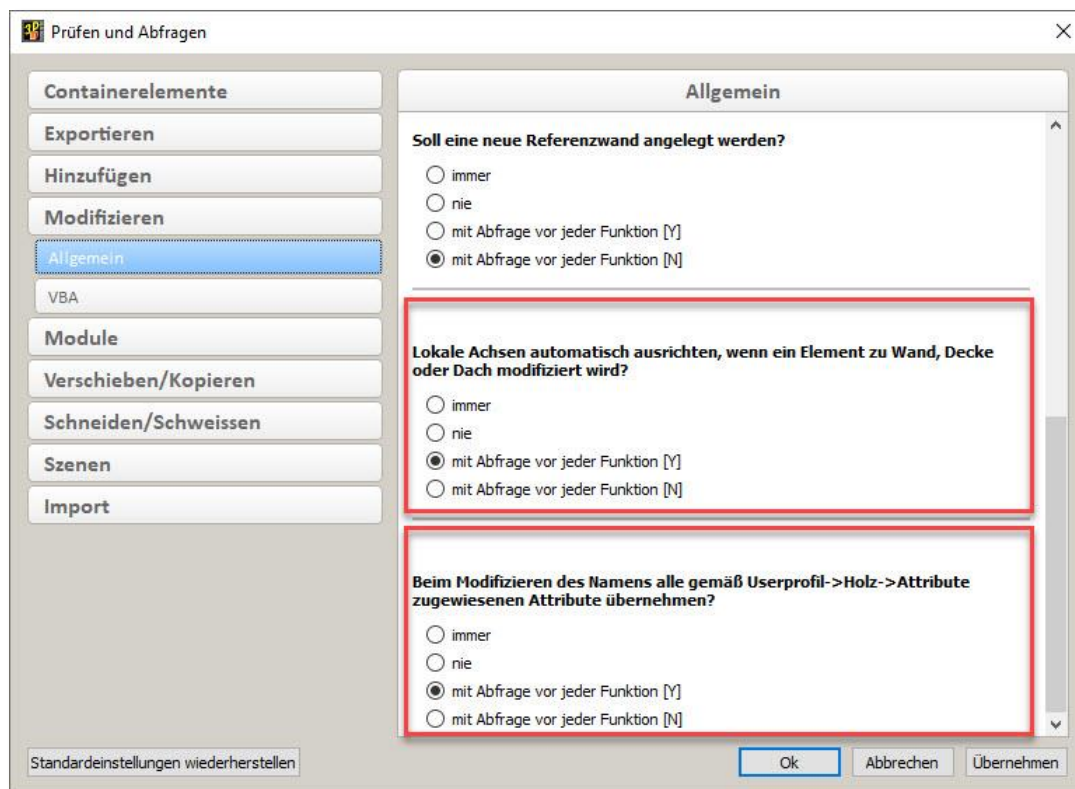 Prüfen und Abfragen
Containerelemente
Exportieren
Hinzufügen
Modifizieren
Allgemein
VBA
Module
Verschieben/Kopieren
Schneiden/Schweissen
Szenen
Import
Allgemein
Soll eine neue Referenzwand angelegt werden?
immer
nie
mit Abfrage vor jeder Funktion [Y]
mit Abfrage vor jeder Funktion [N]
Lokale Achsen automatisch ausrichten, wenn ein Element zu Wand, Decke
oder Dach modifiziert wird?
immer
nie
mit Abfrage vor jeder Funktion [Y]
mit Abfrage vor jeder Funktion [N]
Beim Modifizieren des Namens alle gemäß Userprofil->Holz->Attribute
zugewiesenen Attribute übernehmen?
immer
nie
mit Abfrage vor jeder Funktion [Y]
mit Abfrage vor jeder Funktion [N]
Standardeinstellungen wiederherstellen
Ok
Abbrechen
Übernehmen